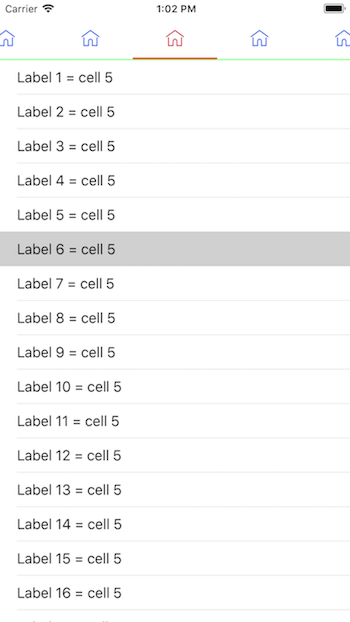 Carrier 1:02 PM
Label 1 = cell 5
Label 2 = cell 5
Label 3 = cell 5
Label 4 = cell 5
Label 5 = cell 5
Label 6 = cell 5
Label 7 = cell 5
Label 8 = cell 5
Label 9 = cell 5
Label 10 = cell 5
Label 11 = cell 5
Label 12 = cell 5
Label 13 = cell 5
Label 14 = cell 5
Label 15 = cell 5
Label 16 = cell 5